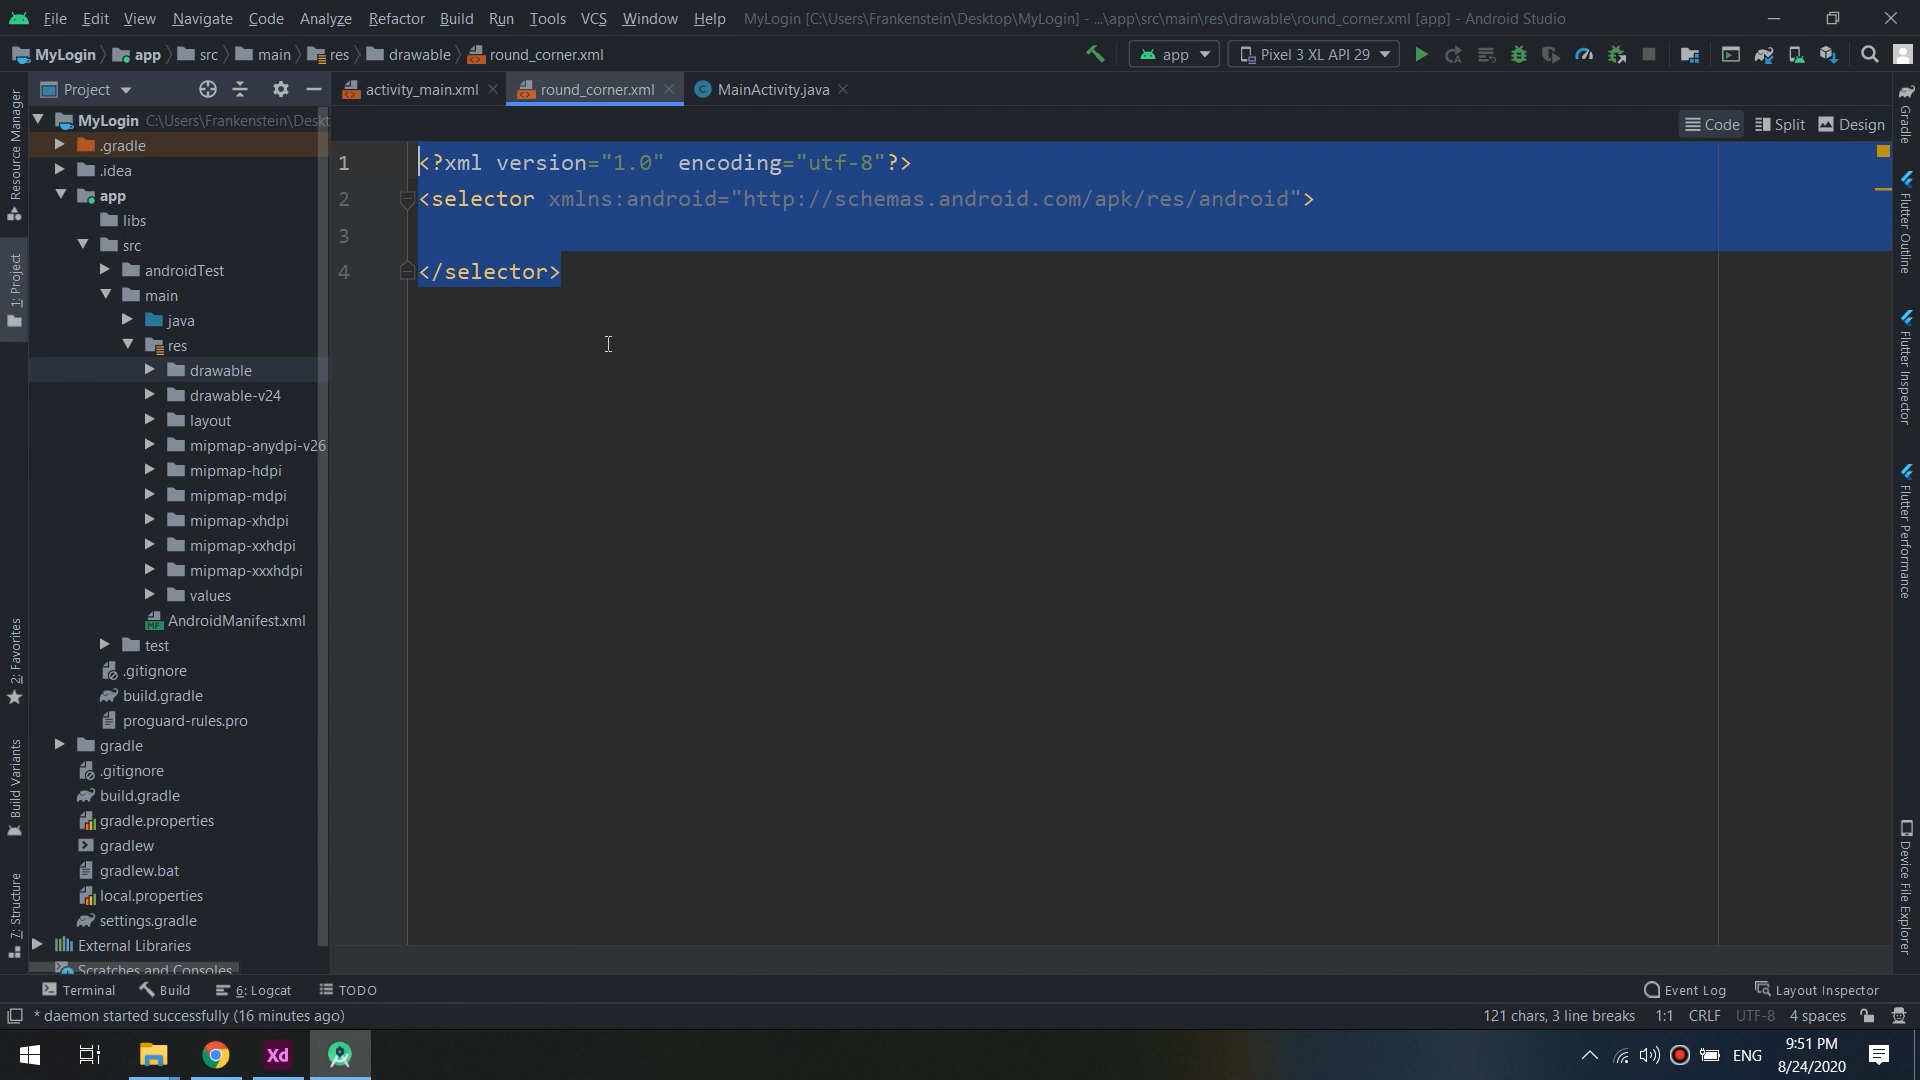 File Edit View Navigate Code Analyze Refactor Build Run Tools VCS Window Help MyLogin [C:\Users\Frankenstein\Desktop\MyLogin] - ...\app\src\main\res\drawable\round_corner.xml [app] - Android Studio
MyLogin app src main res drawable round_corner.xml app Pixel 3 XL API 29
Project activity_main.xml round_corner.xml MainActivity.java
Code Split Design
MyLogin C:\Users\Frankenstein\Deskt
.gradle
.idea
app
libs
src
androidTest
main
java
res
drawable
drawable-v24
layout
mipmap-anydpi-v26
mipmap-hdpi
mipmap-mdpi
mipmap-xhdpi
mipmap-xxhdpi
mipmap-xxxhdpi
values
MF AndroidManifest.xml
test
.gitignore
build.gradle
proguard-rules.pro
gradle
.gitignore
build.gradle
gradle.properties
gradlew
gradlew.bat
local.properties
settings.gradle
External Libraries
Scratches and Consoles
1 <?xml version="1.0" encoding="utf-8"?>
2 <selector xmlns:android="http://schemas.android.com/apk/res/android">
3
4 </selector>
Resource Manager
1: Project
2: Favorites
Build Variants
7: Structure
Gradle
Flutter Outline
Flutter Inspector
Flutter Performance
Device File Explorer
Terminal Build 6: Logcat TODO Event Log Layout Inspector
* daemon started successfully (16 minutes ago) 121 chars, 3 line breaks 1:1 CRLF UTF-8 4 spaces
Xd ENG 9:51 PM
8/24/2020